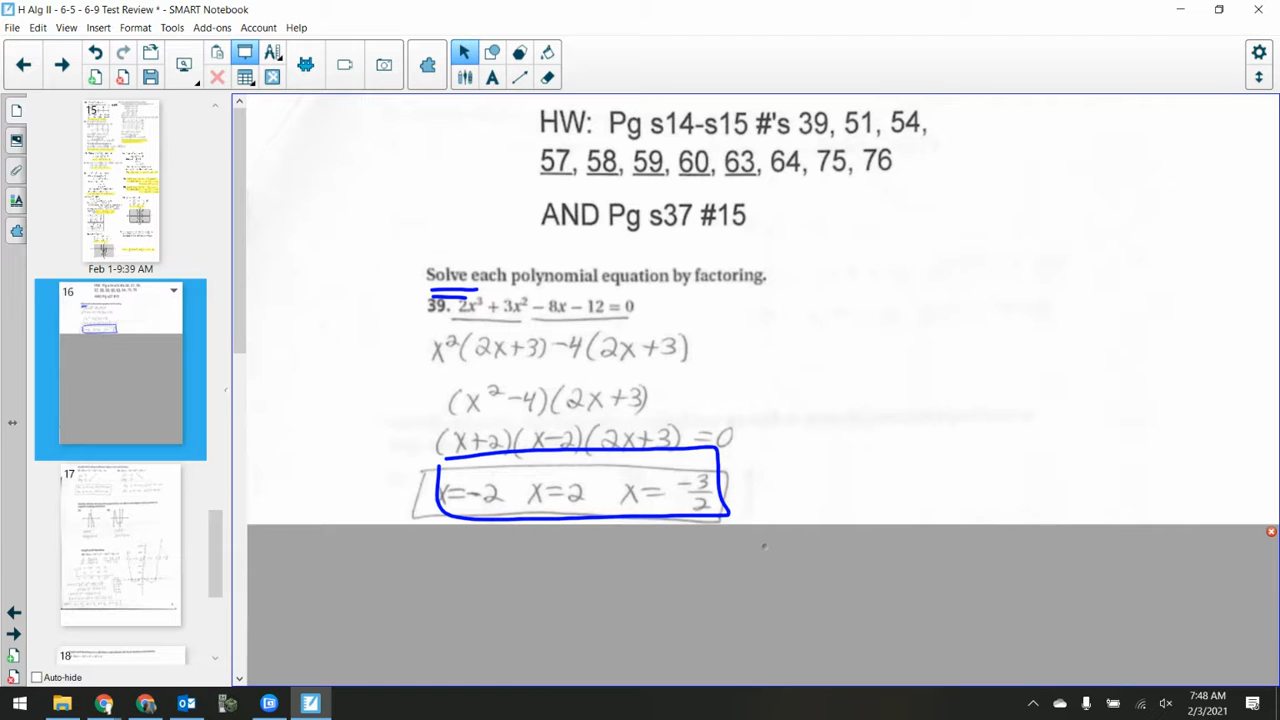 H Alg II - 6-5 - 6-9 Test Review * - SMART Notebook
File Edit View Insert Format Tools Add-ons Account Help
15
Feb 1-9:39 AM
16
17
18
Auto-hide
HW: Pg s14-s15 #'s 39, 51, 54,
57, 58, 59, 60, 63, 64, 75, 76
AND Pg s37 #15
Solve each polynomial equation by factoring.
39. 2x³ + 3x² − 8x − 12 = 0
x²(2x+3) −4(2x+3)
(x²−4)(2x+3)
(x+2)(x−2)(2x+3) =0
x=−2 x=2 x= −3/2
7:48 AM
2/3/2021